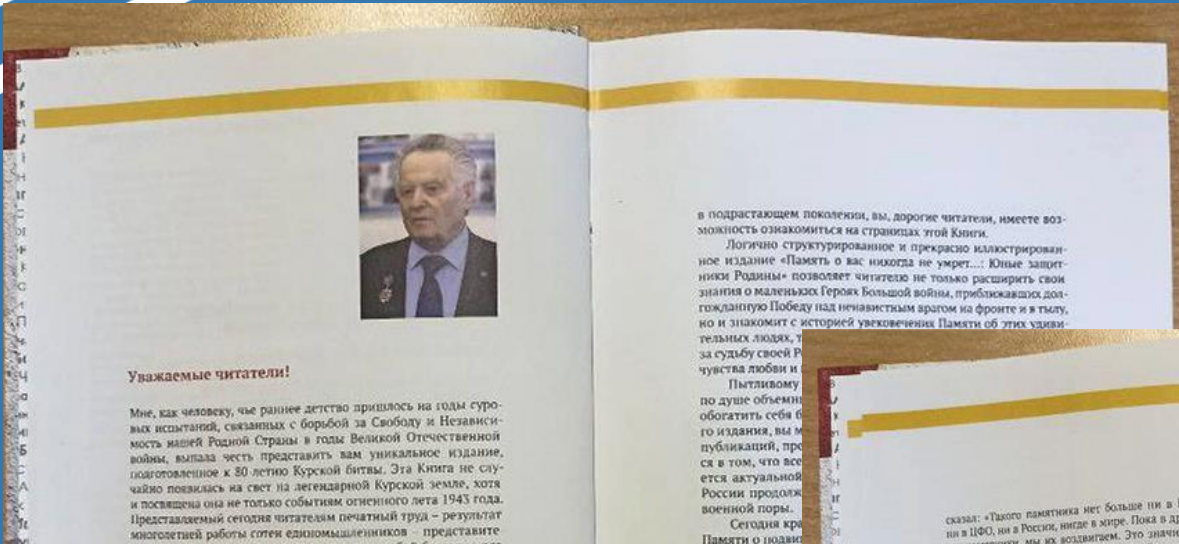 Уважаемые читатели!
Мне, как человеку, чье раннее детство пришлось на годы суро-
вых испытаний, связанных с борьбой за Свободу и Независи-
мость нашей Родной Страны в годы Великой Отечественной
войны, выпала честь представить вам уникальное издание,
подготовленное к 80-летию Курской битвы. Эта Книга не слу-
чайно появилась на свет на легендарной Курской земле, хотя
и посвящена она не только событиям огненного лета 1943 года.
Представляемый сегодня читателям печатный труд – результат
многолетней работы сотен единомышленников – представите
в подрастающем поколении, вы, дорогие читатели, имеете воз-
можность ознакомиться на страницах этой Книги.
Логично структурированное и прекрасно иллюстрирован-
ное издание «Память о вас никогда не умрет...: Юные защит-
ники Родины» позволяет читателю не только расширить свои
знания о маленьких Героях Большой войны, приближавших дол-
гожданную Победу над ненавистным врагом на фронте и в тылу,
но и знакомит с историей увековечения Памяти об этих удиви-
тельных людях, т
за судьбу своей Р
чувства любви и
Пытливому
по душе объемн
обогатить себя б
го издания, вы м
публикаций, пр
ся в том, что все
ется актуальной
России продолж
военной поры.
Сегодня кра
Памяти о подви
сказал: «Такого памятника нет больше ни в
ни в ЦФО, ни в России, нигде в мире. Пока в др
мы их воздвигаем. Это значи